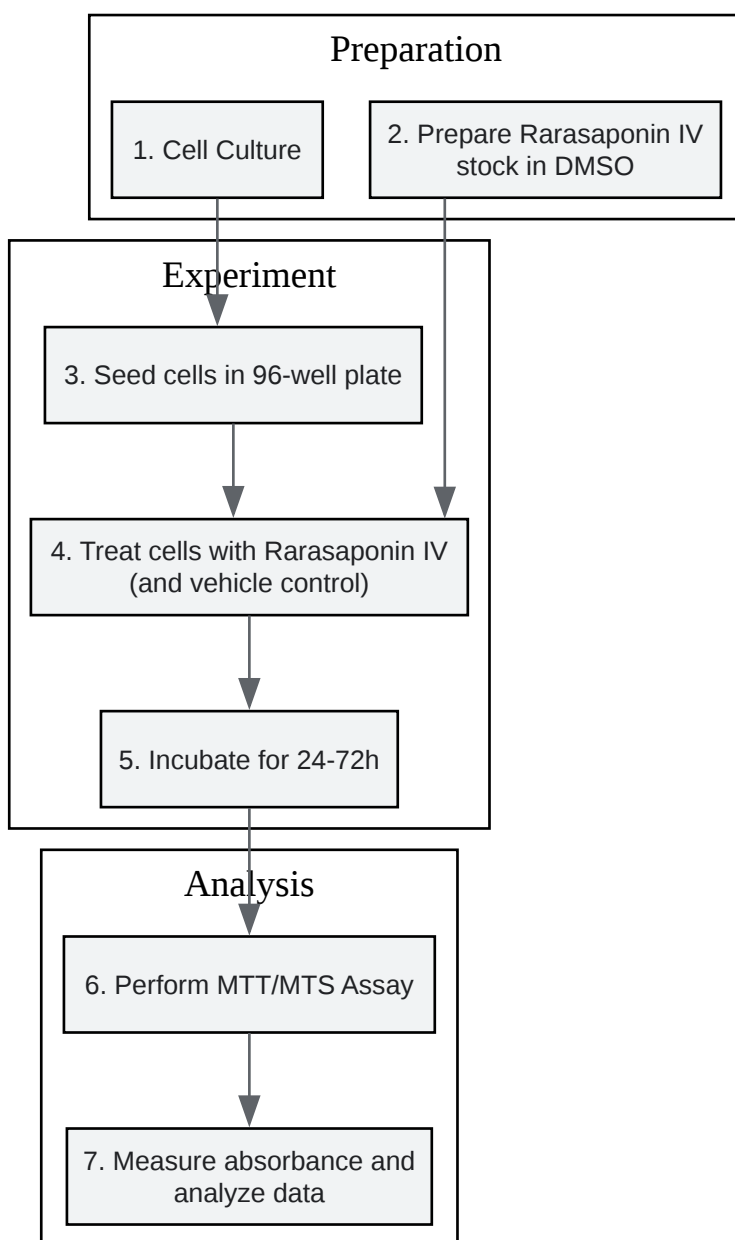 Preparation
1. Cell Culture
2. Prepare Rarasaponin IV
stock in DMSO
Experiment
3. Seed cells in 96-well plate
4. Treat cells with Rarasaponin IV
(and vehicle control)
5. Incubate for 24-72h
Analysis
6. Perform MTT/MTS Assay
7. Measure absorbance and
analyze data